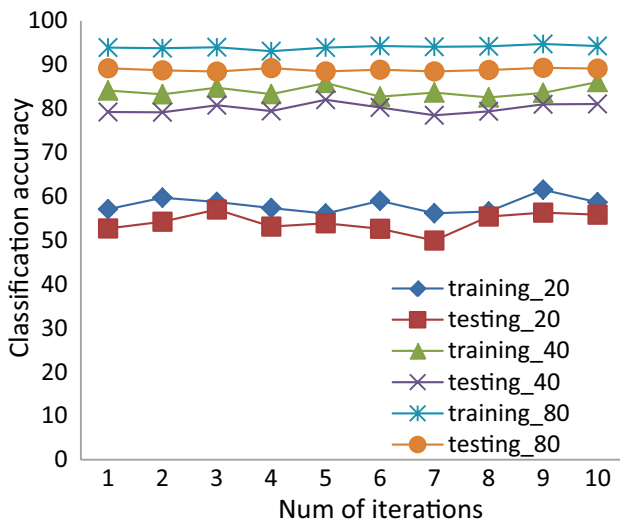 Classification accuracy
100
90
80
70
60
50
40
30
20
10
0
training_20
testing_20
training_40
testing_40
training_80
testing_80
1 2 3 4 5 6 7 8 9 10
Num of iterations